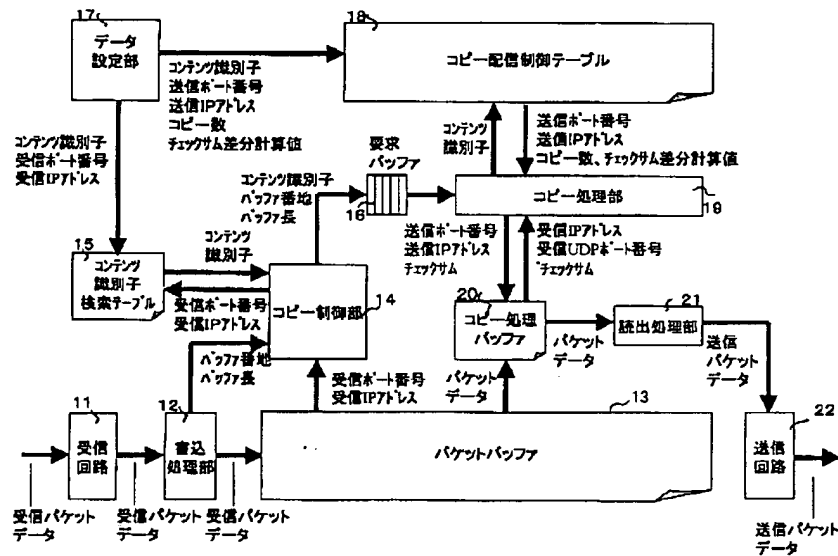 17
データ
設定部
18
コピー配信制御テーブル
コンテンツ識別子
送信ポート番号
送信IPアドレス
コピー数
チェックサム差分計算値
コンテンツ識別子
受信ポート番号
受信IPアドレス
コンテンツ
識別子
送信ポート番号
送信IPアドレス
コピー数、チェックサム差分計算値
要求
バッファ
16
コンテンツ識別子
バッファ番地
バッファ長
コピー処理部
19
15
コンテンツ
識別子
検索テーブル
コンテンツ
識別子
受信ポート番号
受信IPアドレス
コピー制御部
14
送信ポート番号
送信IPアドレス
チェックサム
受信IPアドレス
受信UDPポート番号
チェックサム
20
コピー処理
バッファ
パケット
データ
21
読出処理部
送信
パケット
データ
バッファ番地
バッファ長
受信ポート番号
受信IPアドレス
パケット
データ
13
パケットバッファ
11
受信
回路
12
書込
処理部
22
送信
回路
受信パケット
データ
受信パケット
データ
受信パケット
データ
送信パケット
データ